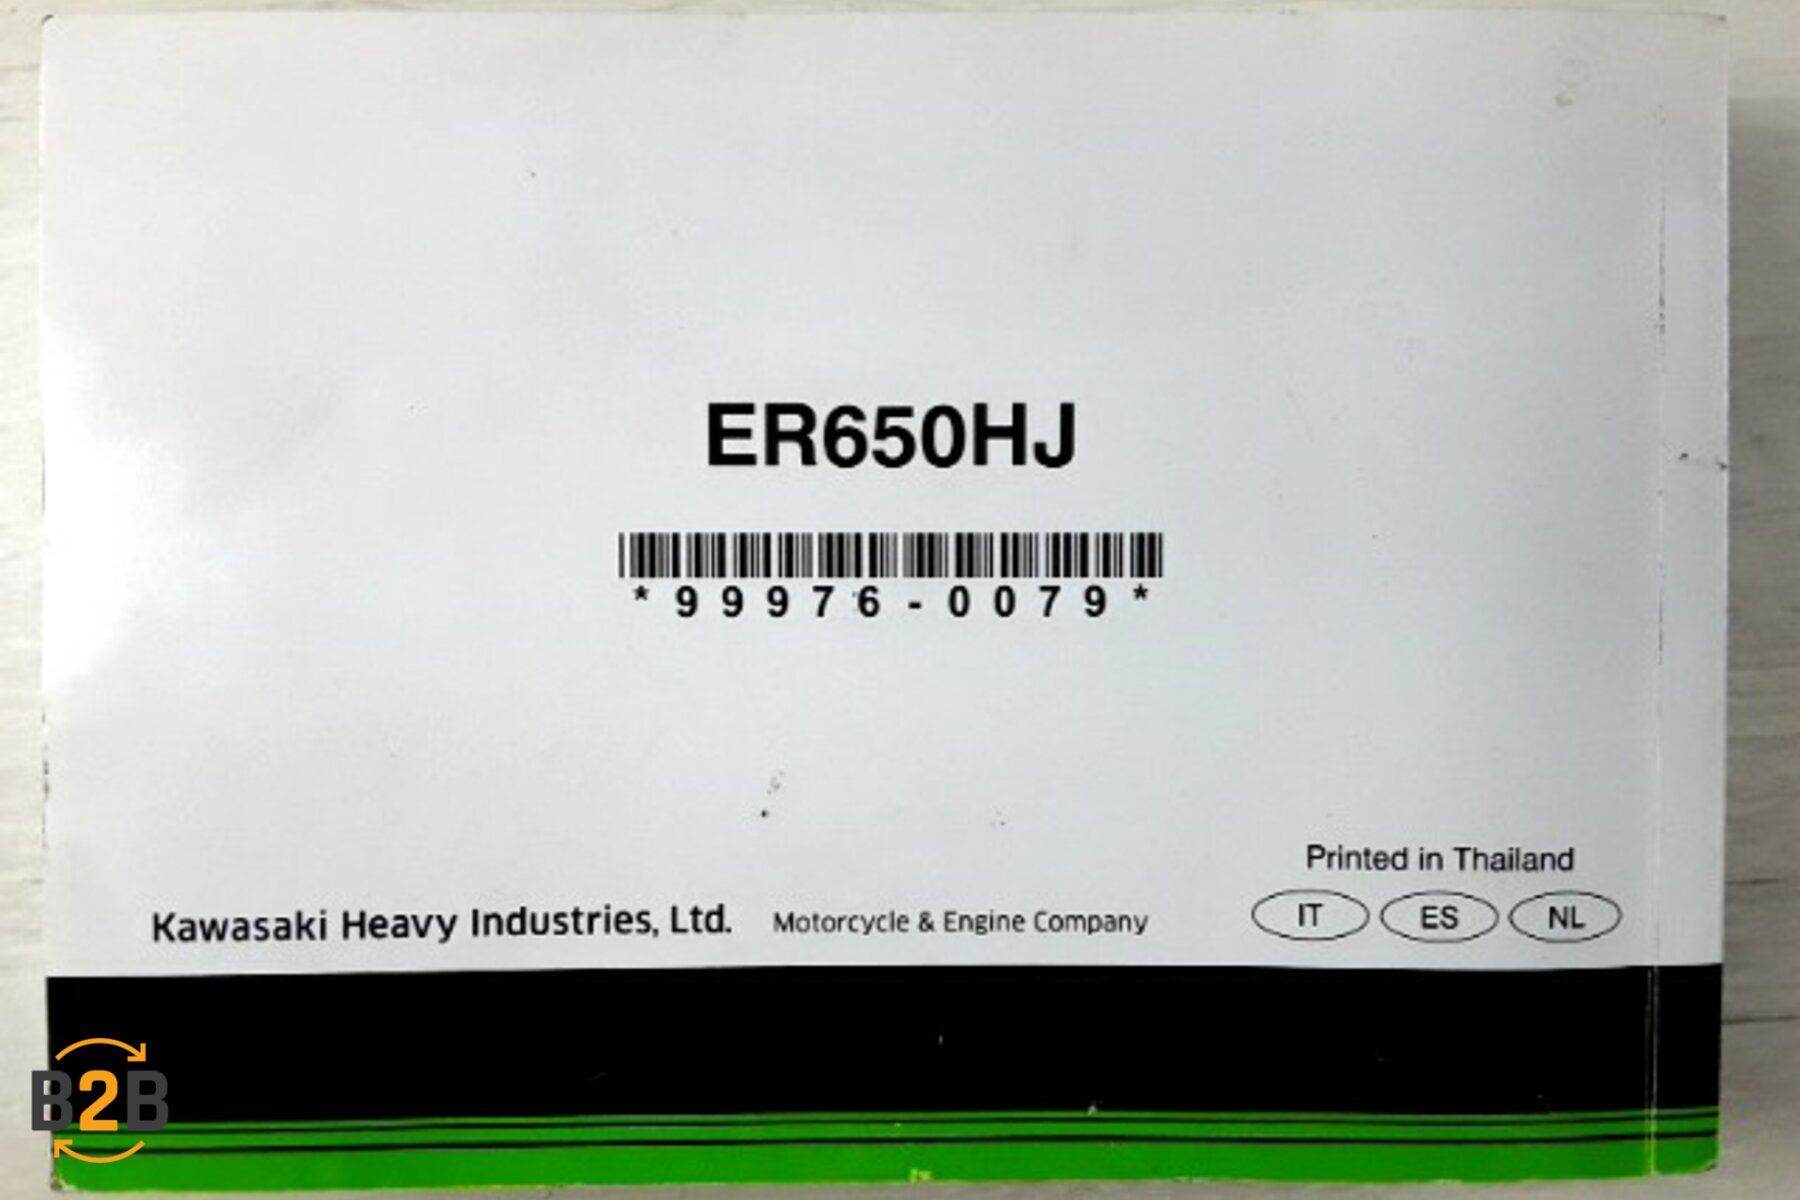 ER650HJ
*99976-0079*
Printed in Thailand
Kawasaki Heavy Industries, Ltd. Motorcycle & Engine Company
IT ES NL
B2B